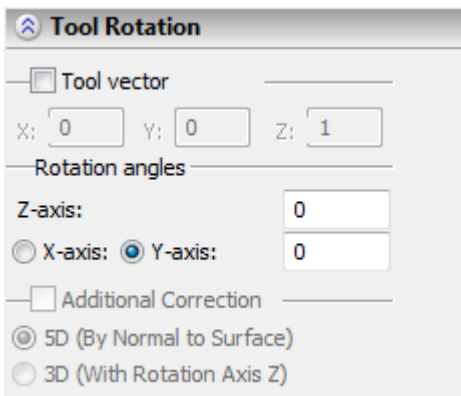 Tool Rotation
Tool vector
X: 0 Y: 0 Z: 1
Rotation angles
Z-axis: 0
X-axis: Y-axis: 0
Additional Correction
5D (By Normal to Surface)
3D (With Rotation Axis Z)